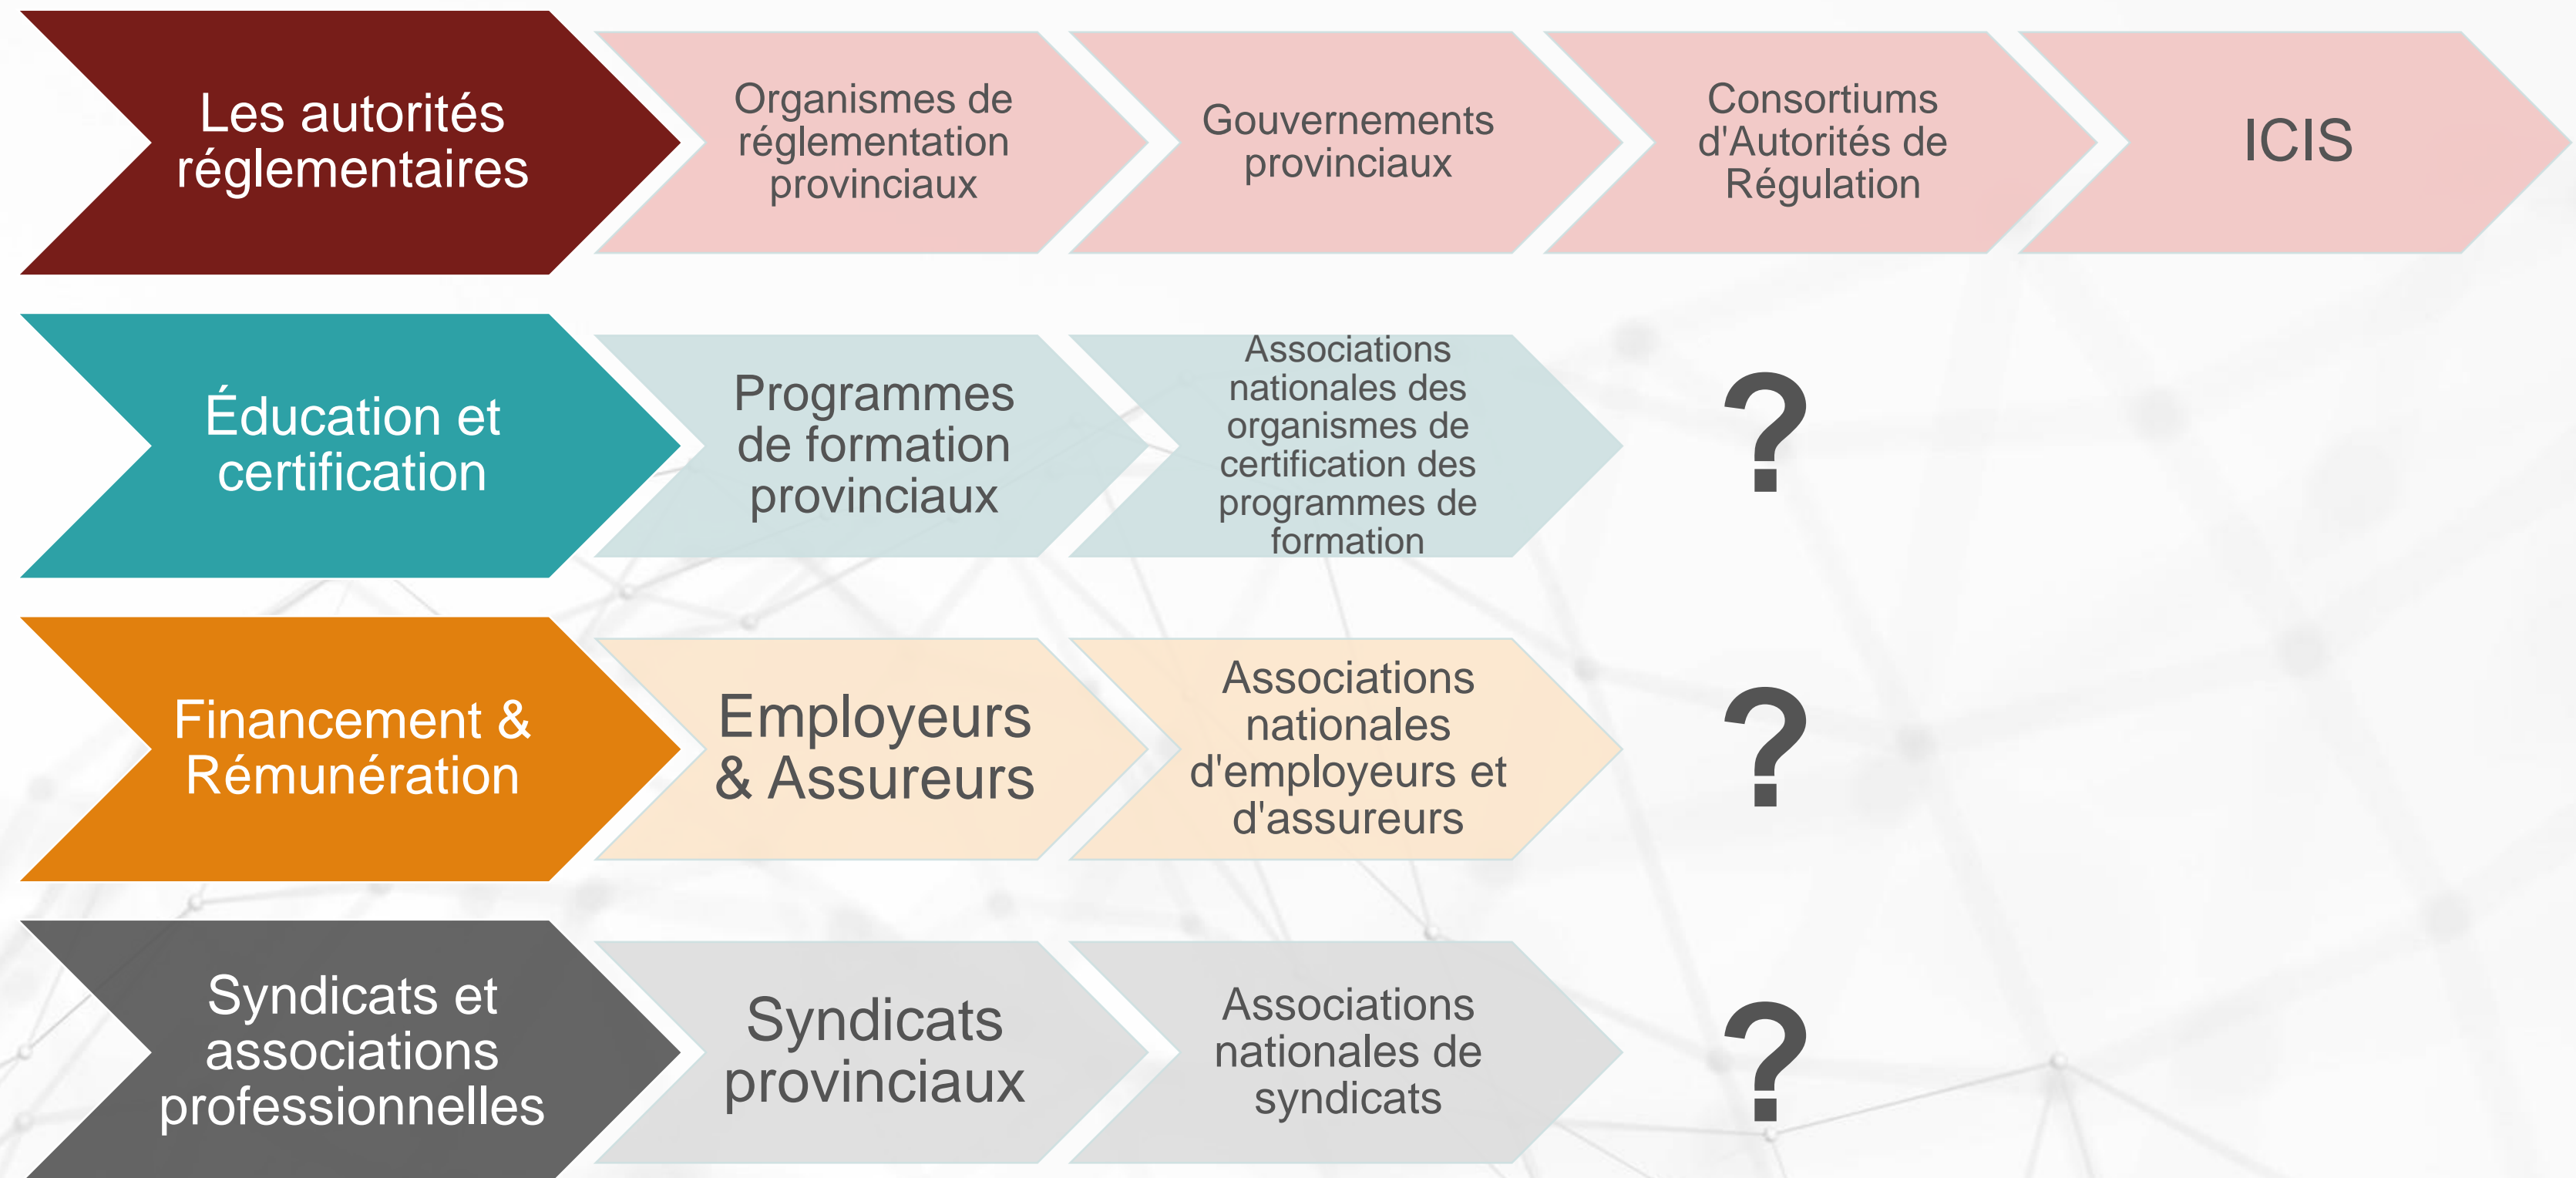 Les autorités
réglementaires
Organismes de
réglementation
provinciaux
Gouvernements
provinciaux
Consortiums
d'Autorités de
Régulation
ICIS
Éducation et
certification
Programmes
de formation
provinciaux
Associations
nationales des
organismes de
certification des
programmes de
formation
?
Financement &
Rémunération
Employeurs
& Assureurs
Associations
nationales
d'employeurs et
d'assureurs
?
Syndicats et
associations
professionnelles
Syndicats
provinciaux
Associations
nationales de
syndicats
?